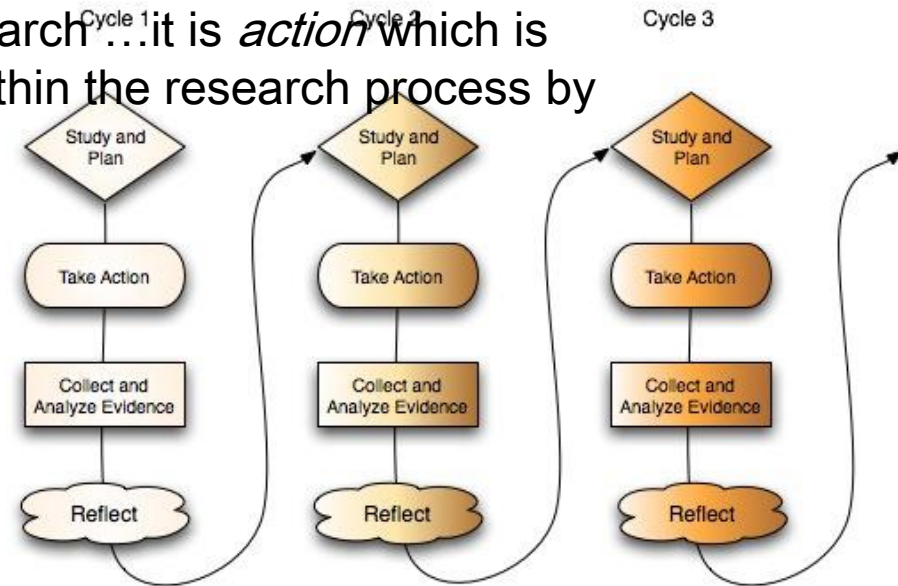 Cycle 1
Cycle 2
Cycle 3
arch …it is action which is
thin the research process by
Study and
Plan
Take Action
Collect and
Analyze Evidence
Reflect
Study and
Plan
Take Action
Collect and
Analyze Evidence
Reflect
Study and
Plan
Take Action
Collect and
Analyze Evidence
Reflect